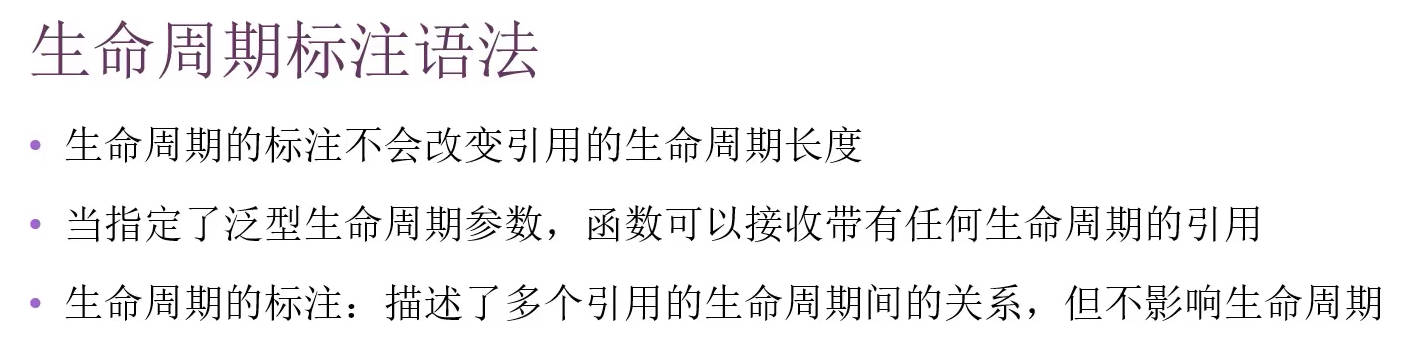 生命周期标注语法
• 生命周期的标注不会改变引用的生命周期长度
• 当指定了泛型生命周期参数，函数可以接收带有任何生命周期的引用
• 生命周期的标注：描述了多个引用的生命周期间的关系，但不影响生命周期